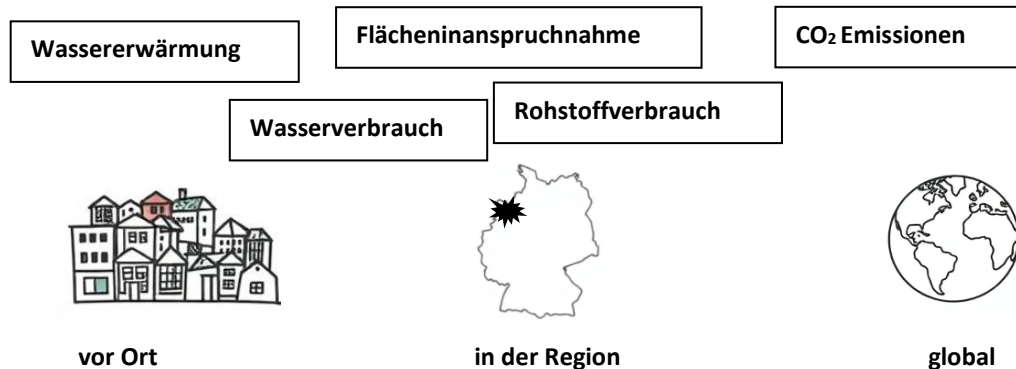 Wassererwärmung
Flächeninanspruchnahme
CO₂ Emissionen
Wasserverbrauch
Rohstoffverbrauch
vor Ort
in der Region
global